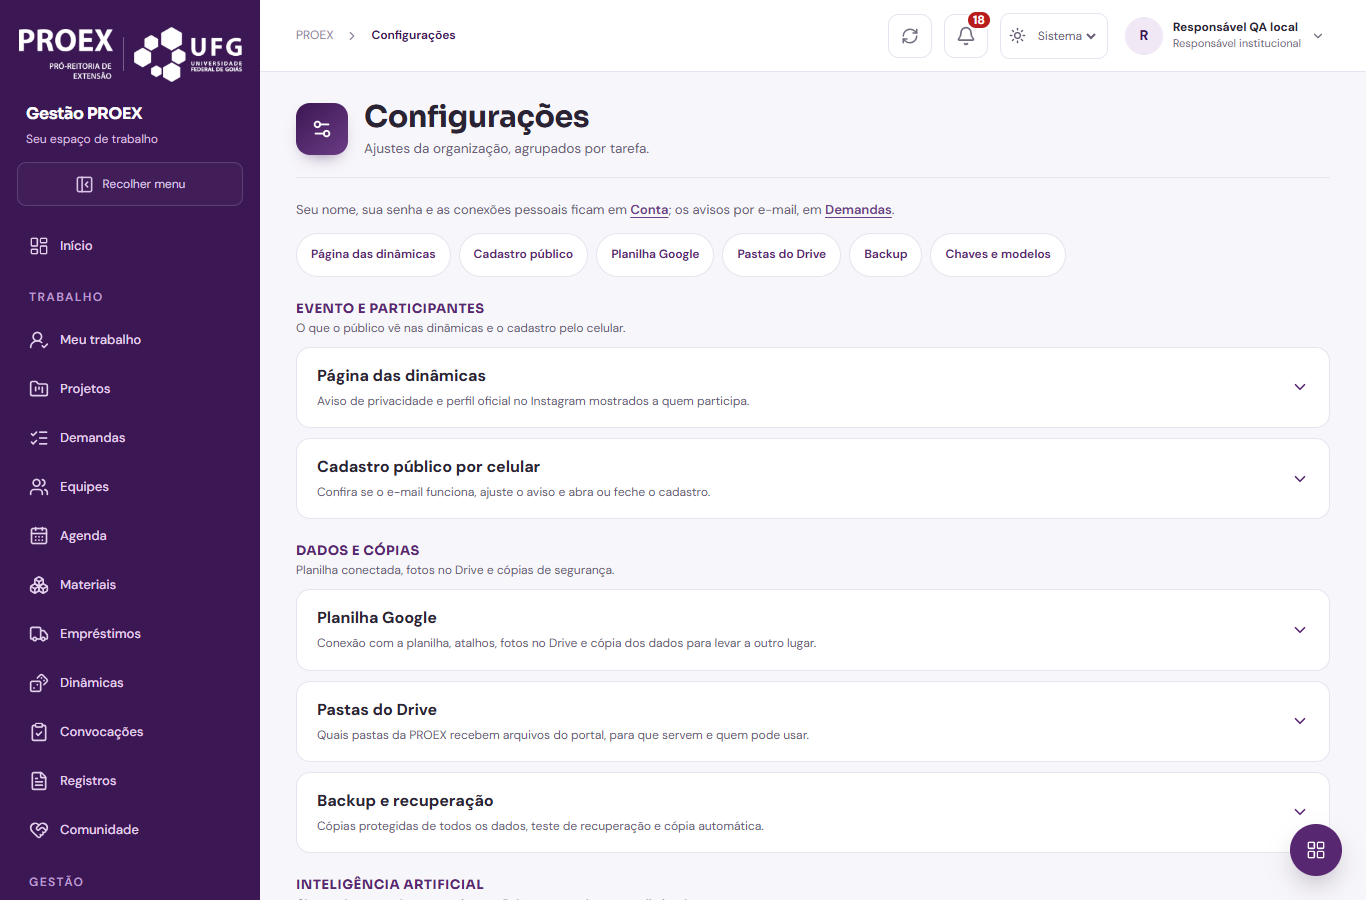 PROEX
PRÓ-REITORIA DE
EXTENSÃO
UFG
UNIVERSIDADE
FEDERAL DE GOIÁS
Gestão PROEX
Seu espaço de trabalho
Recolher menu
Início
TRABALHO
Meu trabalho
Projetos
Demandas
Equipes
Agenda
Materiais
Empréstimos
Dinâmicas
Convocações
Registros
Comunidade
GESTÃO
PROEX > Configurações
18
Sistema
R
Responsável QA local
Responsável institucional
Configurações
Ajustes da organização, agrupados por tarefa.
Seu nome, sua senha e as conexões pessoais ficam em Conta; os avisos por e-mail, em Demandas.
Página das dinâmicas
Cadastro público
Planilha Google
Pastas do Drive
Backup
Chaves e modelos
EVENTO E PARTICIPANTES
O que o público vê nas dinâmicas e o cadastro pelo celular.
Página das dinâmicas
Aviso de privacidade e perfil oficial no Instagram mostrados a quem participa.
Cadastro público por celular
Confira se o e-mail funciona, ajuste o aviso e abra ou feche o cadastro.
DADOS E CÓPIAS
Planilha conectada, fotos no Drive e cópias de segurança.
Planilha Google
Conexão com a planilha, atalhos, fotos no Drive e cópia dos dados para levar a outro lugar.
Pastas do Drive
Quais pastas da PROEX recebem arquivos do portal, para que servem e quem pode usar.
Backup e recuperação
Cópias protegidas de todos os dados, teste de recuperação e cópia automática.
INTELIGÊNCIA ARTIFICIAL